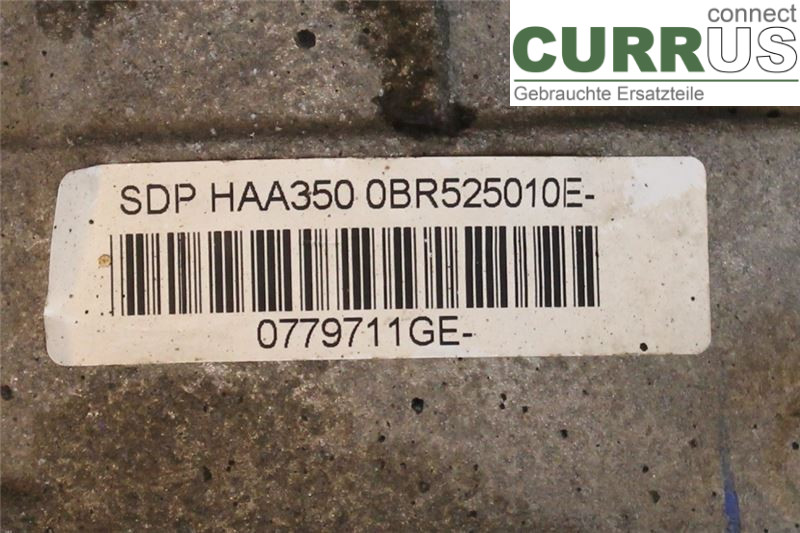 connect
CURRUS
Gebrauchte Ersatzteile
SDP HAA350 0BR525010E-
0779711GE-